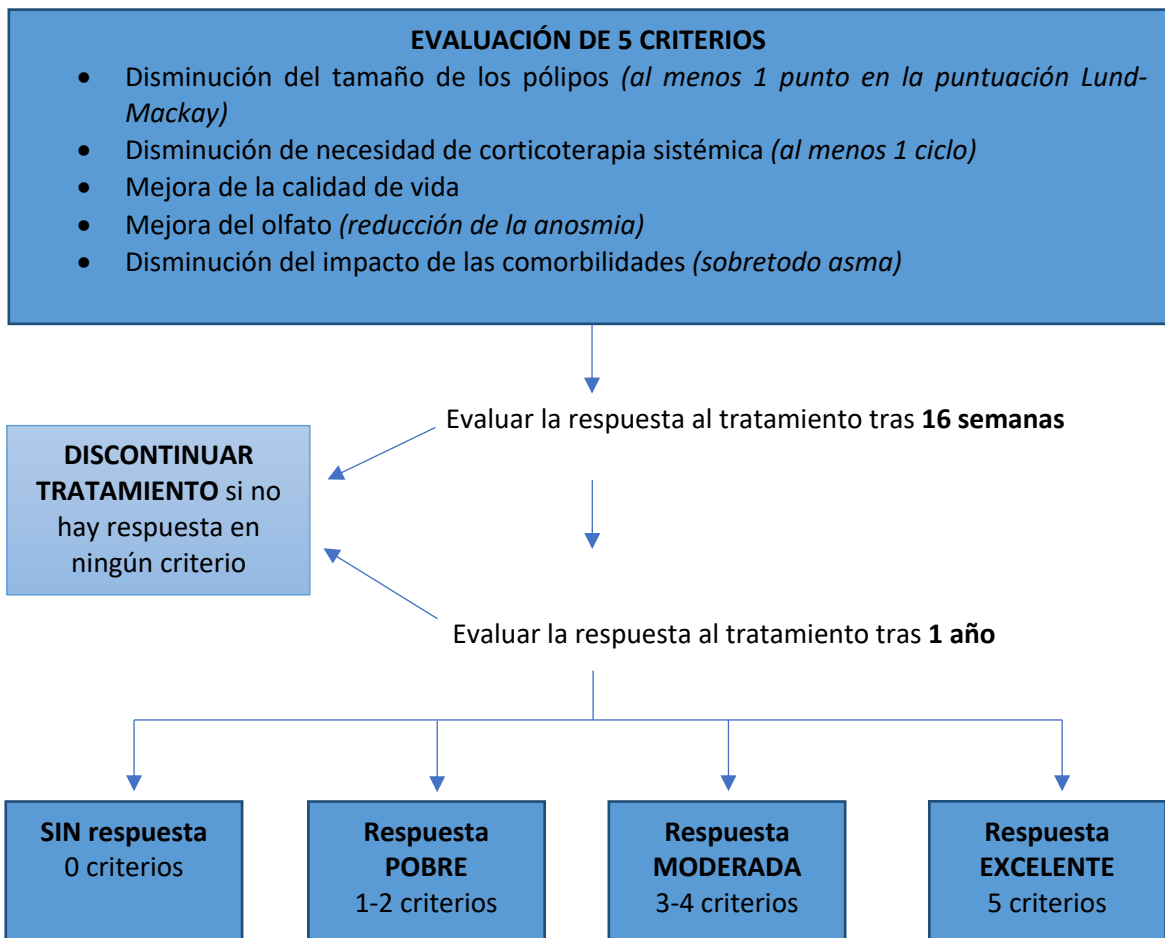 EVALUACIÓN DE 5 CRITERIOS
• Disminución del tamaño de los pólipos (al menos 1 punto en la puntuación Lund-
Mackay)
• Disminución de necesidad de corticoterapia sistémica (al menos 1 ciclo)
• Mejora de la calidad de vida
• Mejora del olfato (reducción de la anosmia)
• Disminución del impacto de las comorbilidades (sobretodo asma)
Evaluar la respuesta al tratamiento tras 16 semanas
DISCONTINUAR
TRATAMIENTO si no
hay respuesta en
ningún criterio
Evaluar la respuesta al tratamiento tras 1 año
SIN respuesta
0 criterios
Respuesta
POBRE
1-2 criterios
Respuesta
MODERADA
3-4 criterios
Respuesta
EXCELENTE
5 criterios